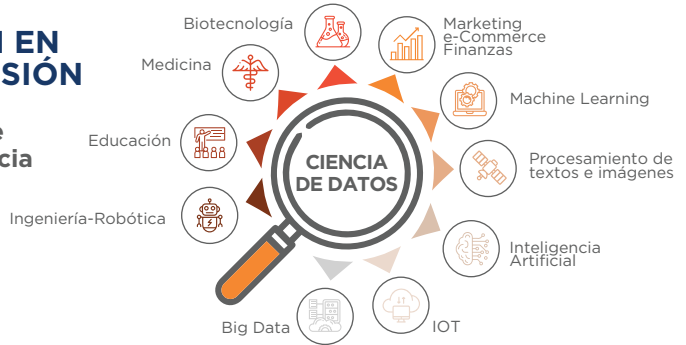 EN
SIÓN
cia
Biotecnología
Marketing
e-Commerce
Finanzas
Medicina
Machine Learning
Educación
CIENCIA
DE DATOS
Procesamiento de
textos e imágenes
Ingeniería-Robótica
Inteligencia
Artificial
Big Data
IOT